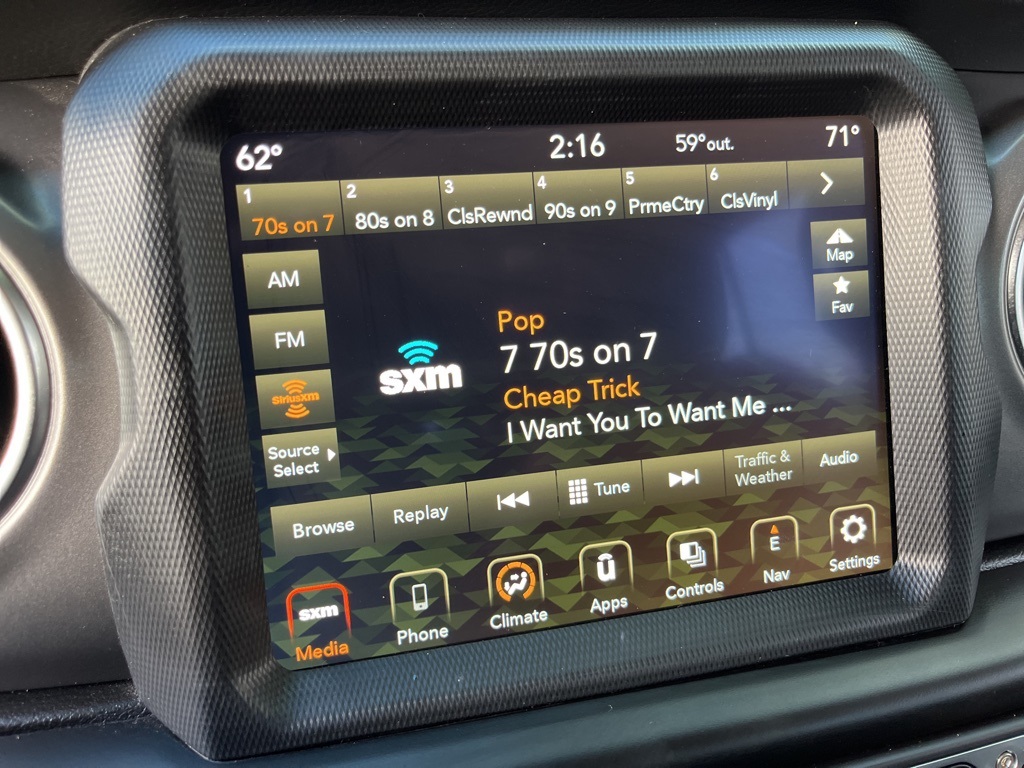 62° 2:16 59°out. 71°
1 2 3 4 5 6
70s on 7 80s on 8 ClsRewnd 90s on 9 PrmeCtry ClsVinyl
AM
FM
SiriusXM
Source
Select
Map
Fav
sxm
Pop
7 70s on 7
Cheap Trick
I Want You To Want Me ...
Browse Replay Tune Traffic &
Weather Audio
sxm E
Media Phone Climate Apps Controls Nav Settings